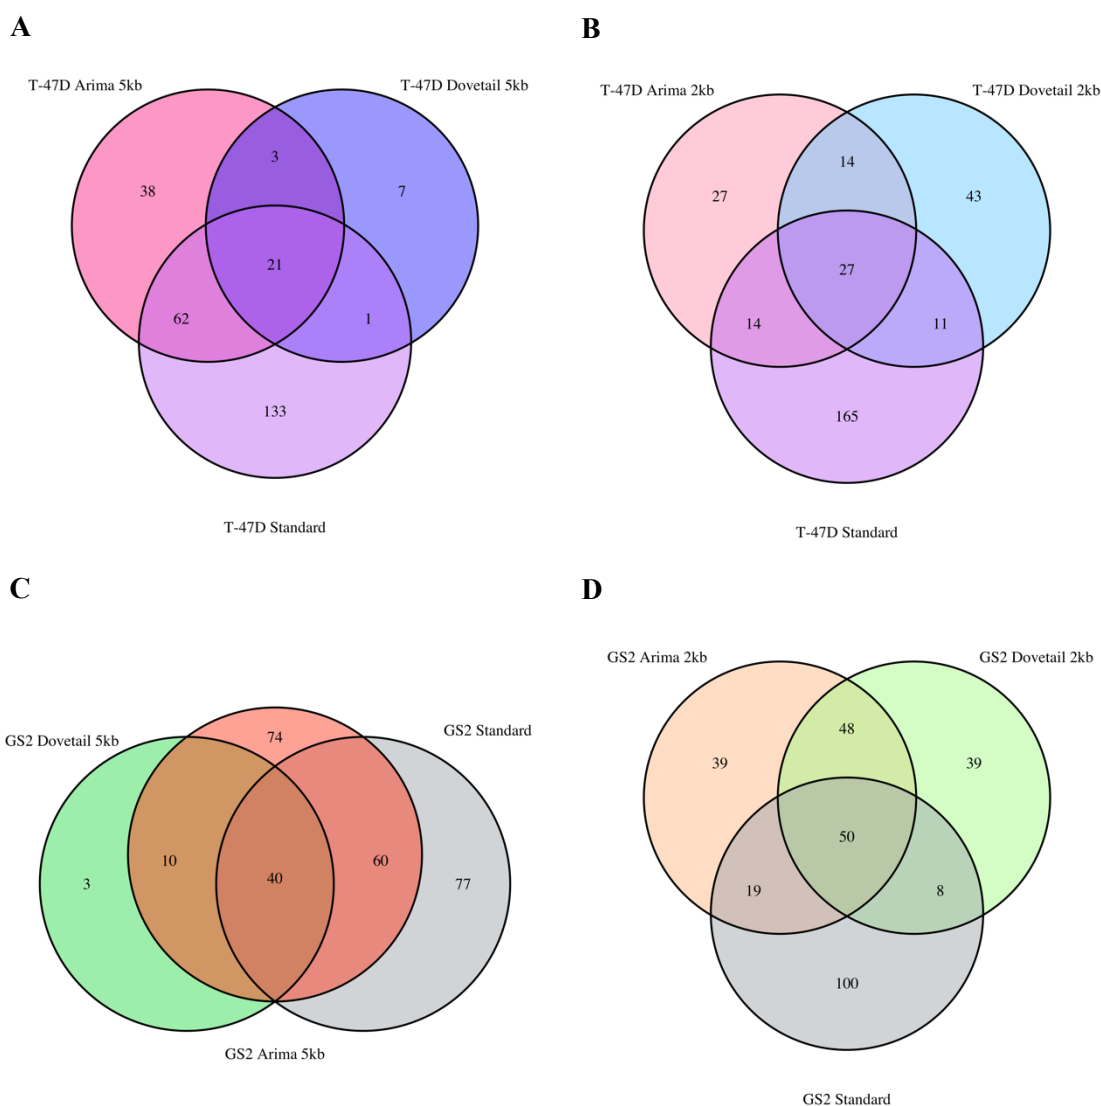 A
T-47D Arima 5kb
T-47D Dovetail 5kb
3
38
7
21
62
1
133
T-47D Standard
B
T-47D Arima 2kb
T-47D Dovetail 2kb
14
27
43
27
14
11
165
T-47D Standard
C
GS2 Dovetail 5kb
74
GS2 Standard
10
40
60
3
77
GS2 Arima 5kb
D
GS2 Arima 2kb
GS2 Dovetail 2kb
48
39
39
50
19
8
100
GS2 Standard